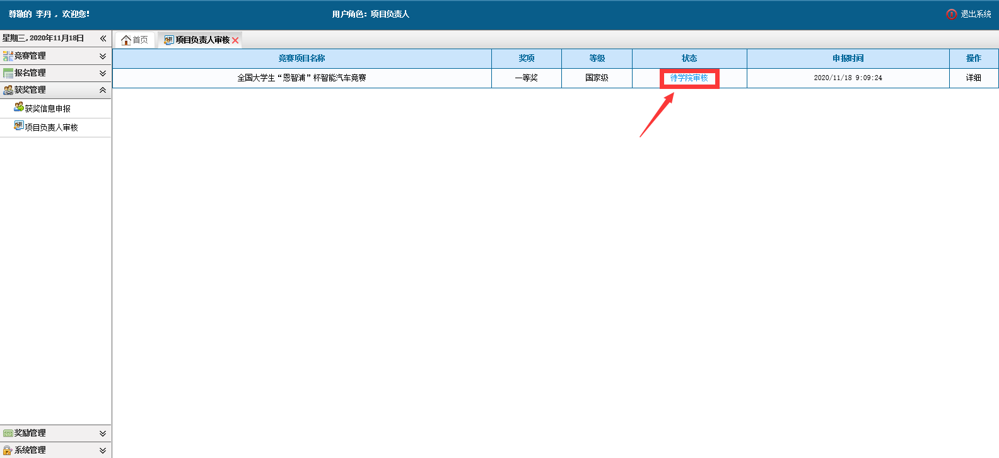 尊敬的 李丹 ，欢迎您!
用户角色：项目负责人
退出系统
星期三,2020年11月18日
首页
项目负责人审核
竞赛管理
报名管理
获奖管理
获奖信息申报
项目负责人审核
竞赛项目名称 奖项 等级 状态 申报时间 操作
全国大学生“恩智浦”杯智能汽车竞赛 一等奖 国家级 待学院审核 2020/11/18 9:09:24 详细
奖励管理
系统管理